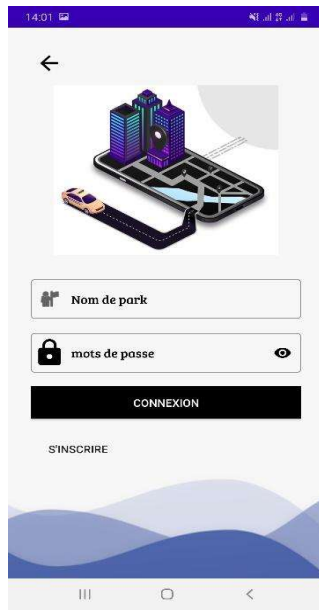 14:01
Nom de park
mots de passe
CONNEXION
S'INSCRIRE